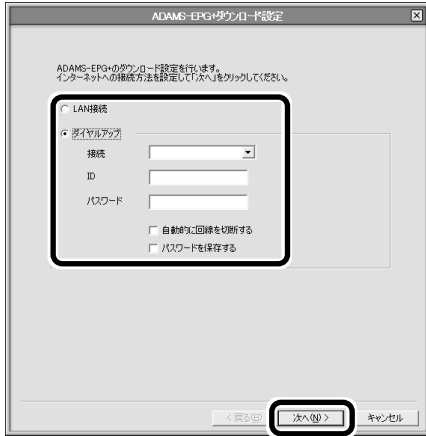 ADAMS-EPG+ダウンロード設定
ADAMS-EPG+のダウンロード設定を行います。
インターネットへの接続方法を設定して「次へ」をクリックしてください。
LAN接続
ダイヤルアップ
接続
ID
パスワード
自動的に回線を切断する
パスワードを保存する
< 戻る(B)
次へ(N) >
キャンセル